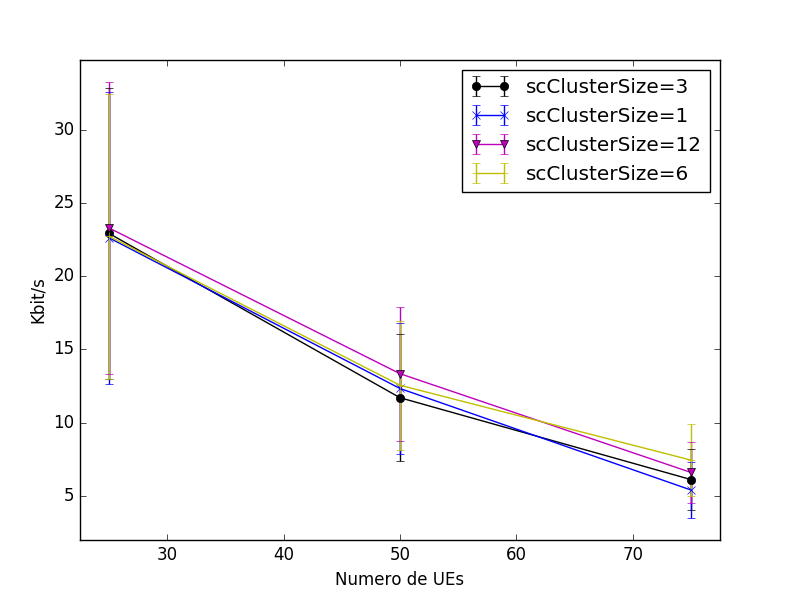 scClusterSize=3
scClusterSize=1
scClusterSize=12
scClusterSize=6
30
25
20
15
10
5
Kbit/s
30 40 50 60 70
Numero de UEs